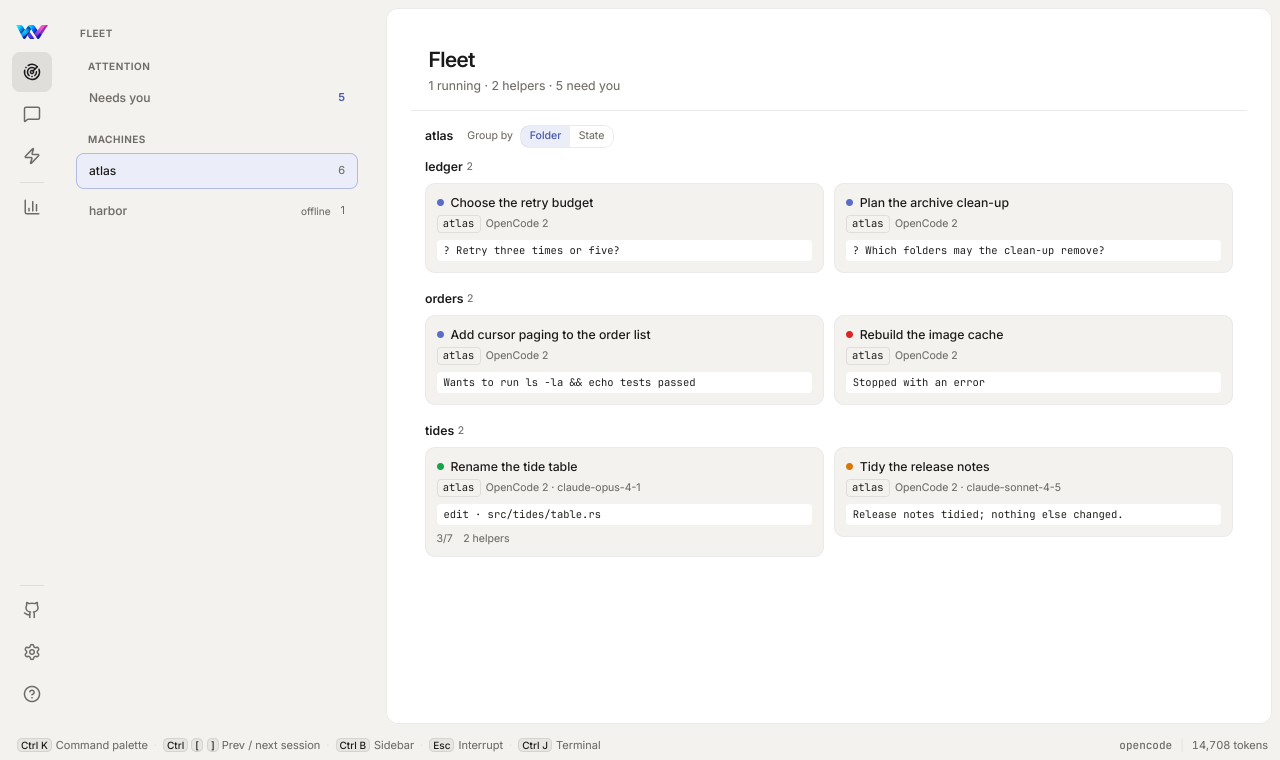 FLEET
ATTENTION
Needs you 5
MACHINES
atlas 6
harbor offline 1
Fleet
1 running · 2 helpers · 5 need you
atlas Group by Folder State
ledger 2
Choose the retry budget
atlas OpenCode 2
? Retry three times or five?
Plan the archive clean-up
atlas OpenCode 2
? Which folders may the clean-up remove?
orders 2
Add cursor paging to the order list
atlas OpenCode 2
Wants to run ls -la && echo tests passed
Rebuild the image cache
atlas OpenCode 2
Stopped with an error
tides 2
Rename the tide table
atlas OpenCode 2 · claude-opus-4-1
edit · src/tides/table.rs
3/7 2 helpers
Tidy the release notes
atlas OpenCode 2 · claude-sonnet-4-5
Release notes tidied; nothing else changed.
Ctrl K Command palette Ctrl [ ] Prev / next session Ctrl B Sidebar Esc Interrupt Ctrl J Terminal opencode 14,708 tokens